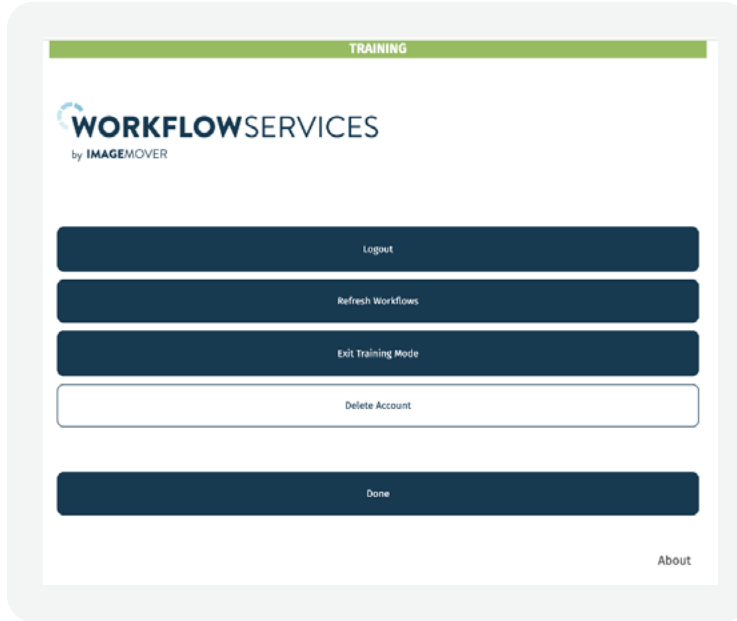 TRAINING
WORKFLOWSERVICES
by IMAGEMOVER
Logout
Refresh Workflows
Exit Training Mode
Delete Account
Done
About